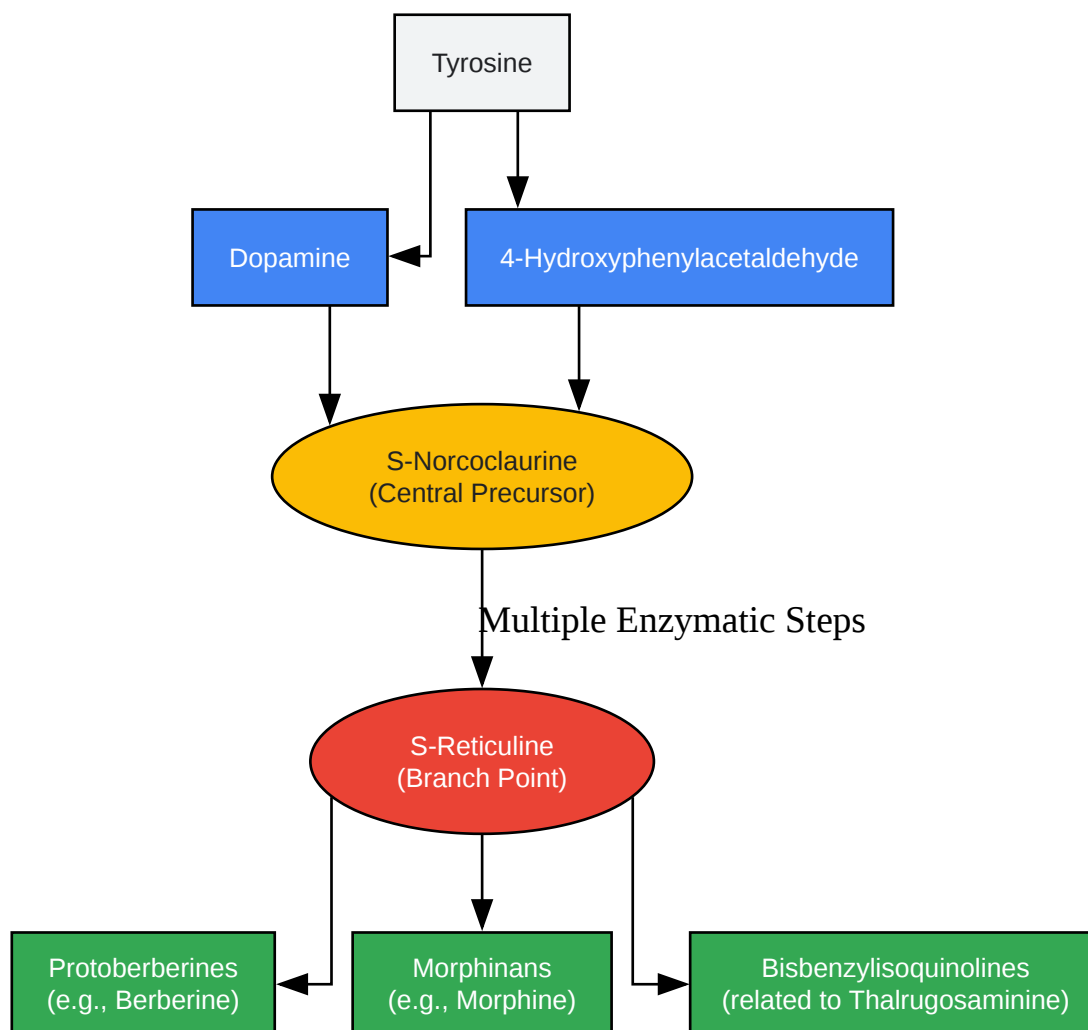 Tyrosine
Dopamine
4-Hydroxyphenylacetaldehyde
S-Norcoclaurine
(Central Precursor)
Multiple Enzymatic Steps
S-Reticuline
(Branch Point)
Protoberberines
(e.g., Berberine)
Morphinans
(e.g., Morphine)
Bisbenzylisoquinolines
(related to Thalrugosaminine)